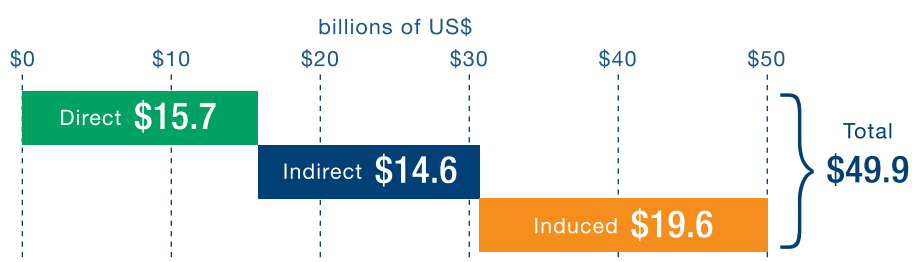 billions of US$
$0 $10 $20 $30 $40 $50
Direct $15.7
Indirect $14.6
Induced $19.6
Total
$49.9